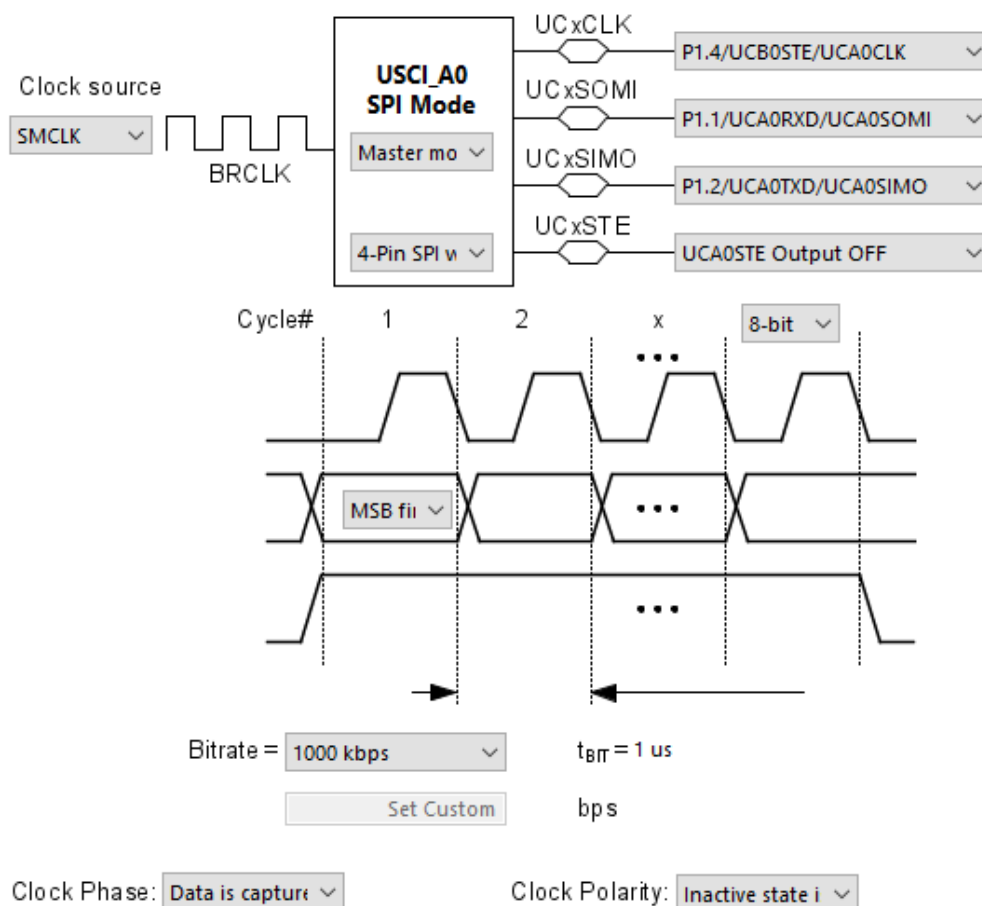 UCxCLK
P1.4/UCB0STE/UCA0CLK
USCI_A0
SPI Mode
Clock source
UCxSOMI
SMCLK
P1.1/UCA0RXD/UCA0SOMI
Master mo
BRCLK
UCxSIMO
P1.2/UCA0TXD/UCA0SIMO
UCxSTE
4-Pin SPI w
UCA0STE Output OFF
Cycle# 1 2 x 8-bit
MSB fir
Bitrate = 1000 kbps tBIT = 1 us
Set Custom bps
Clock Phase: Data is capture Clock Polarity: Inactive state i